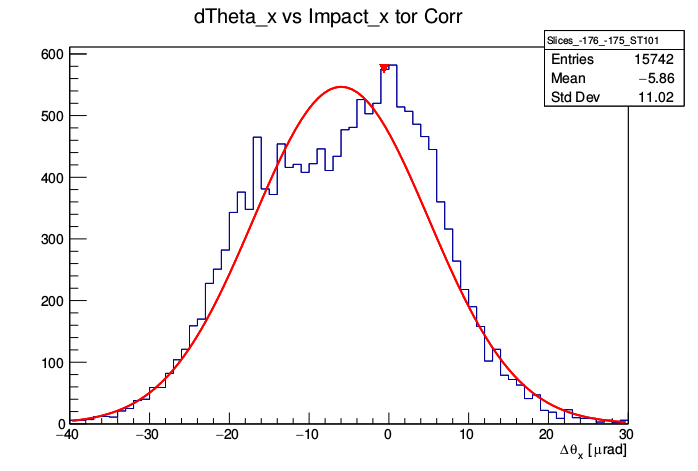 dTheta_x vs Impact_x tor Corr
Slices_-176_-175_ST101
Entries 15742
Mean −5.86
Std Dev 11.02
600
500
400
300
200
100
0
−40 −30 −20 −10 0 10 20 30
Δθx [μrad]